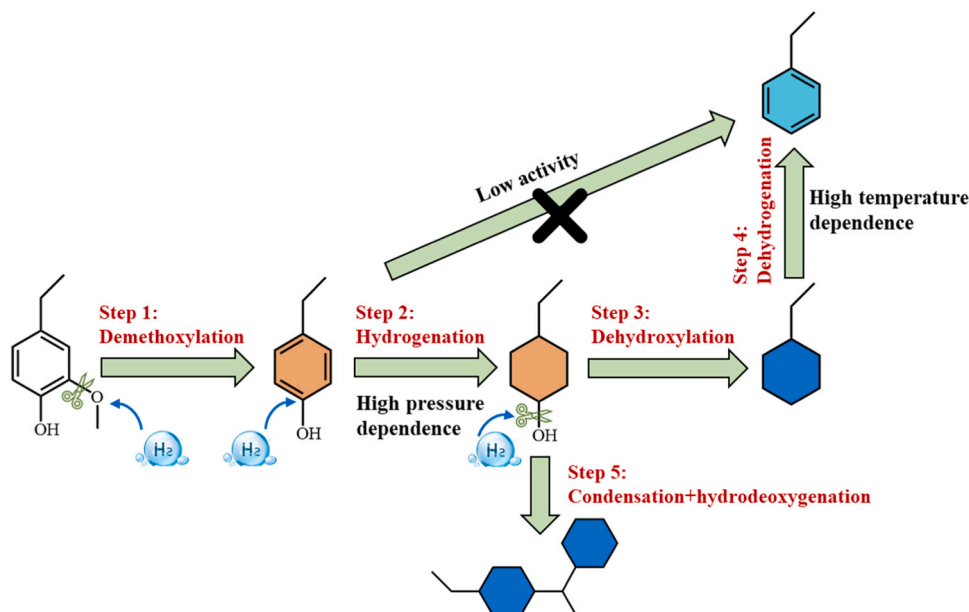 Low activity
Step 4:
Dehydrogenation
High temperature
dependence
Step 1:
Demethoxylation
Step 2:
Hydrogenation
Step 3:
Dehydroxylation
High pressure
dependence
O
OH
H₂
H₂
OH
H₂
OH
Step 5:
Condensation+hydrodeoxygenation